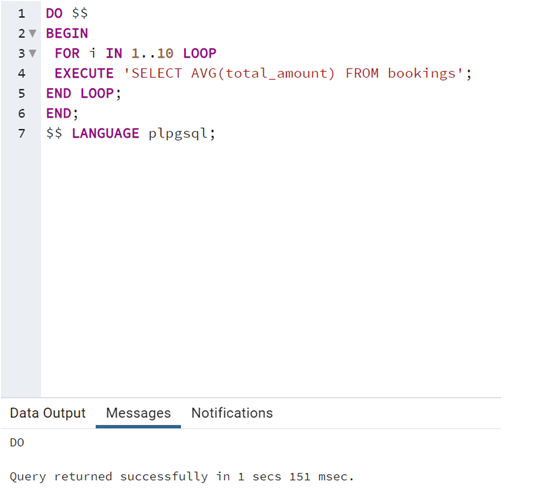 1 DO $$
2 BEGIN
3 FOR i IN 1..10 LOOP
4 EXECUTE 'SELECT AVG(total_amount) FROM bookings';
5 END LOOP;
6 END;
7 $$ LANGUAGE plpgsql;
Data Output Messages Notifications
DO
Query returned successfully in 1 secs 151 msec.